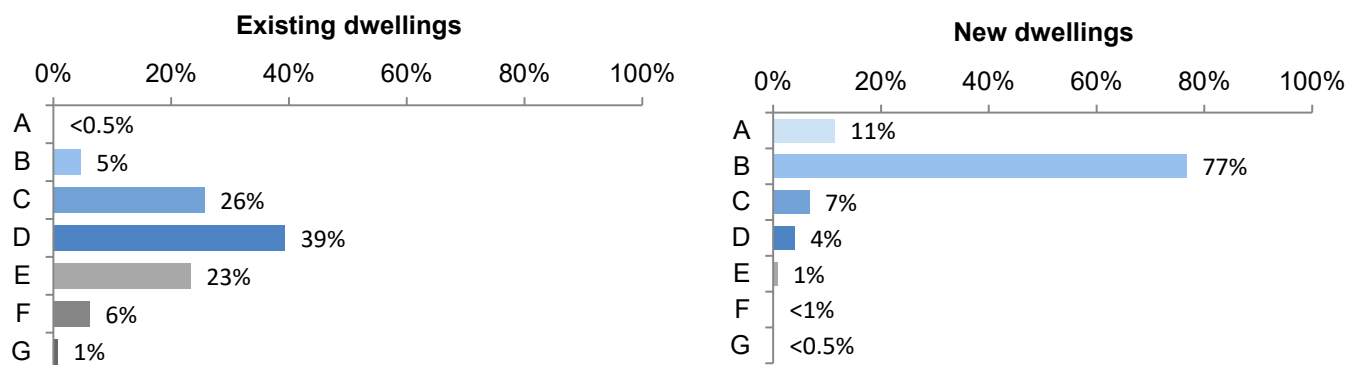 Existing dwellings
0% 20% 40% 60% 80% 100%
A <0.5%
B 5%
C 26%
D 39%
E 23%
F 6%
G 1%
New dwellings
0% 20% 40% 60% 80% 100%
A 11%
B 77%
C 7%
D 4%
E 1%
F <1%
G <0.5%